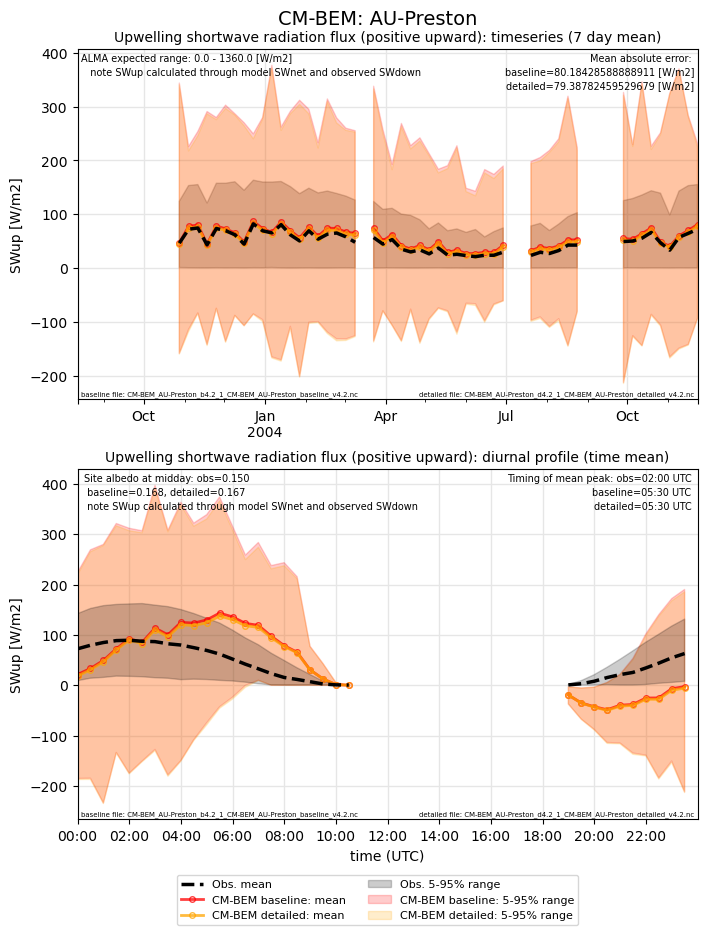 CM-BEM: AU-Preston
Upwelling shortwave radiation flux (positive upward): timeseries (7 day mean)
ALMA expected range: 0.0 - 1360.0 [W/m2]
note SWup calculated through model SWnet and observed SWdown
Mean absolute error:
baseline=80.18428588888911 [W/m2]
detailed=79.38782459529679 [W/m2]
SWup [W/m2]
400
300
200
100
0
−100
−200
baseline file: CM-BEM_AU-Preston_b4.2_1_CM-BEM_AU-Preston_baseline_v4.2.nc
detailed file: CM-BEM_AU-Preston_d4.2_1_CM-BEM_AU-Preston_detailed_v4.2.nc
Oct Jan Apr Jul Oct
2004
Upwelling shortwave radiation flux (positive upward): diurnal profile (time mean)
Site albedo at midday: obs=0.150
baseline=0.168, detailed=0.167
note SWup calculated through model SWnet and observed SWdown
Timing of mean peak: obs=02:00 UTC
baseline=05:30 UTC
detailed=05:30 UTC
SWup [W/m2]
400
300
200
100
0
−100
−200
baseline file: CM-BEM_AU-Preston_b4.2_1_CM-BEM_AU-Preston_baseline_v4.2.nc
detailed file: CM-BEM_AU-Preston_d4.2_1_CM-BEM_AU-Preston_detailed_v4.2.nc
00:00 02:00 04:00 06:00 08:00 10:00 12:00 14:00 16:00 18:00 20:00 22:00
time (UTC)
Obs. mean
CM-BEM baseline: mean
CM-BEM detailed: mean
Obs. 5-95% range
CM-BEM baseline: 5-95% range
CM-BEM detailed: 5-95% range